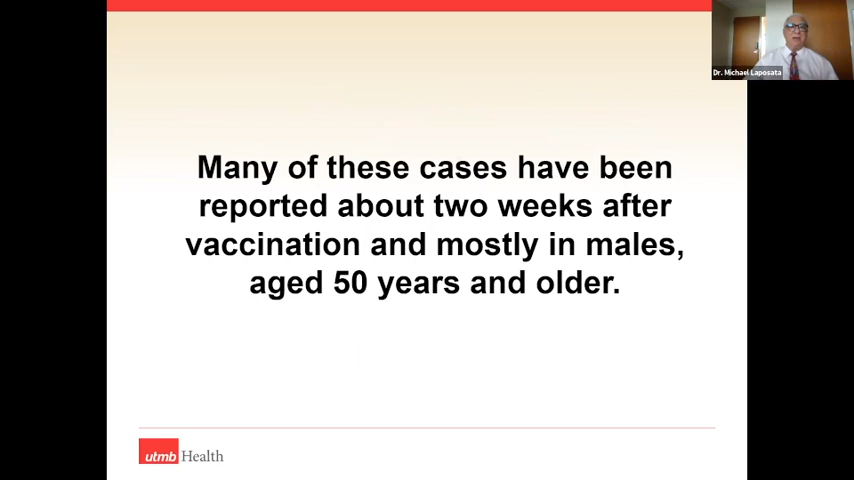 Dr. Michael Laposata
Many of these cases have been
reported about two weeks after
vaccination and mostly in males,
aged 50 years and older.
utmb Health